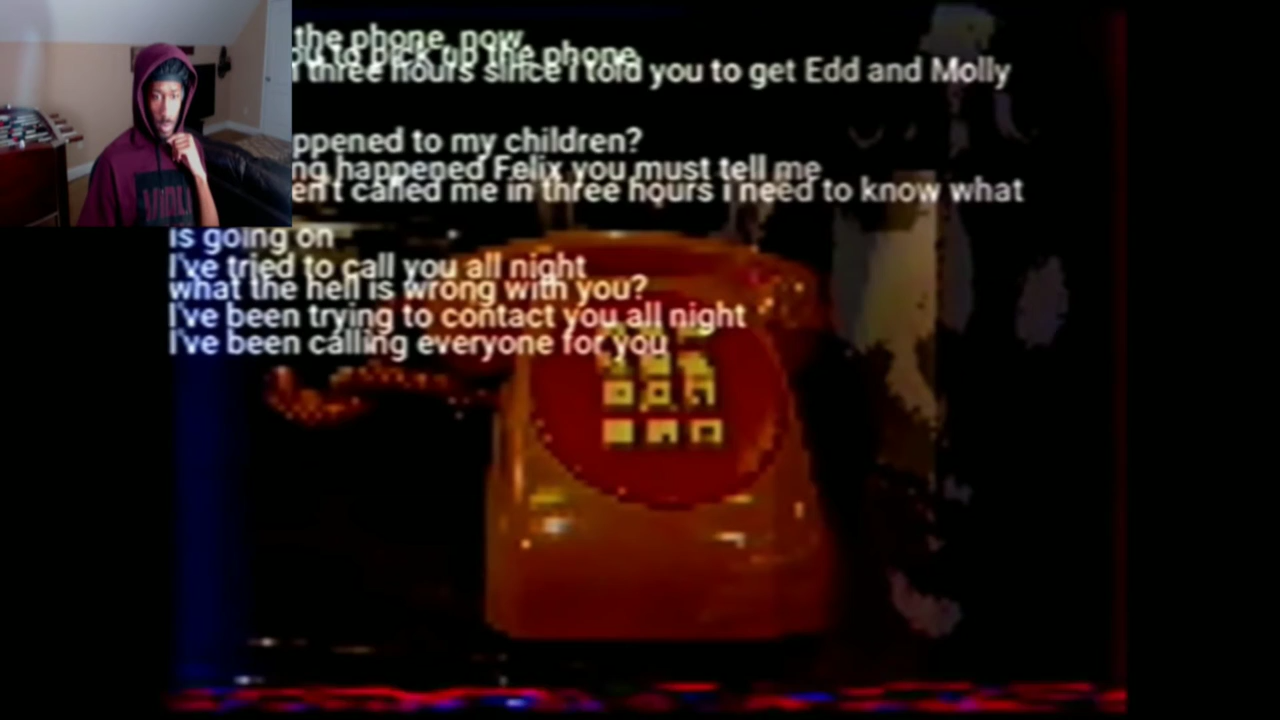 the phone, now.
ou to pick up the phone.
three hours since i told you to get Edd and Molly
ppened to my children?
ng happened Felix you must tell me
en't called me in three hours i need to know what
is going on
I've tried to call you all night
what the hell is wrong with you?
I've been trying to contact you all night
I've been calling everyone for you